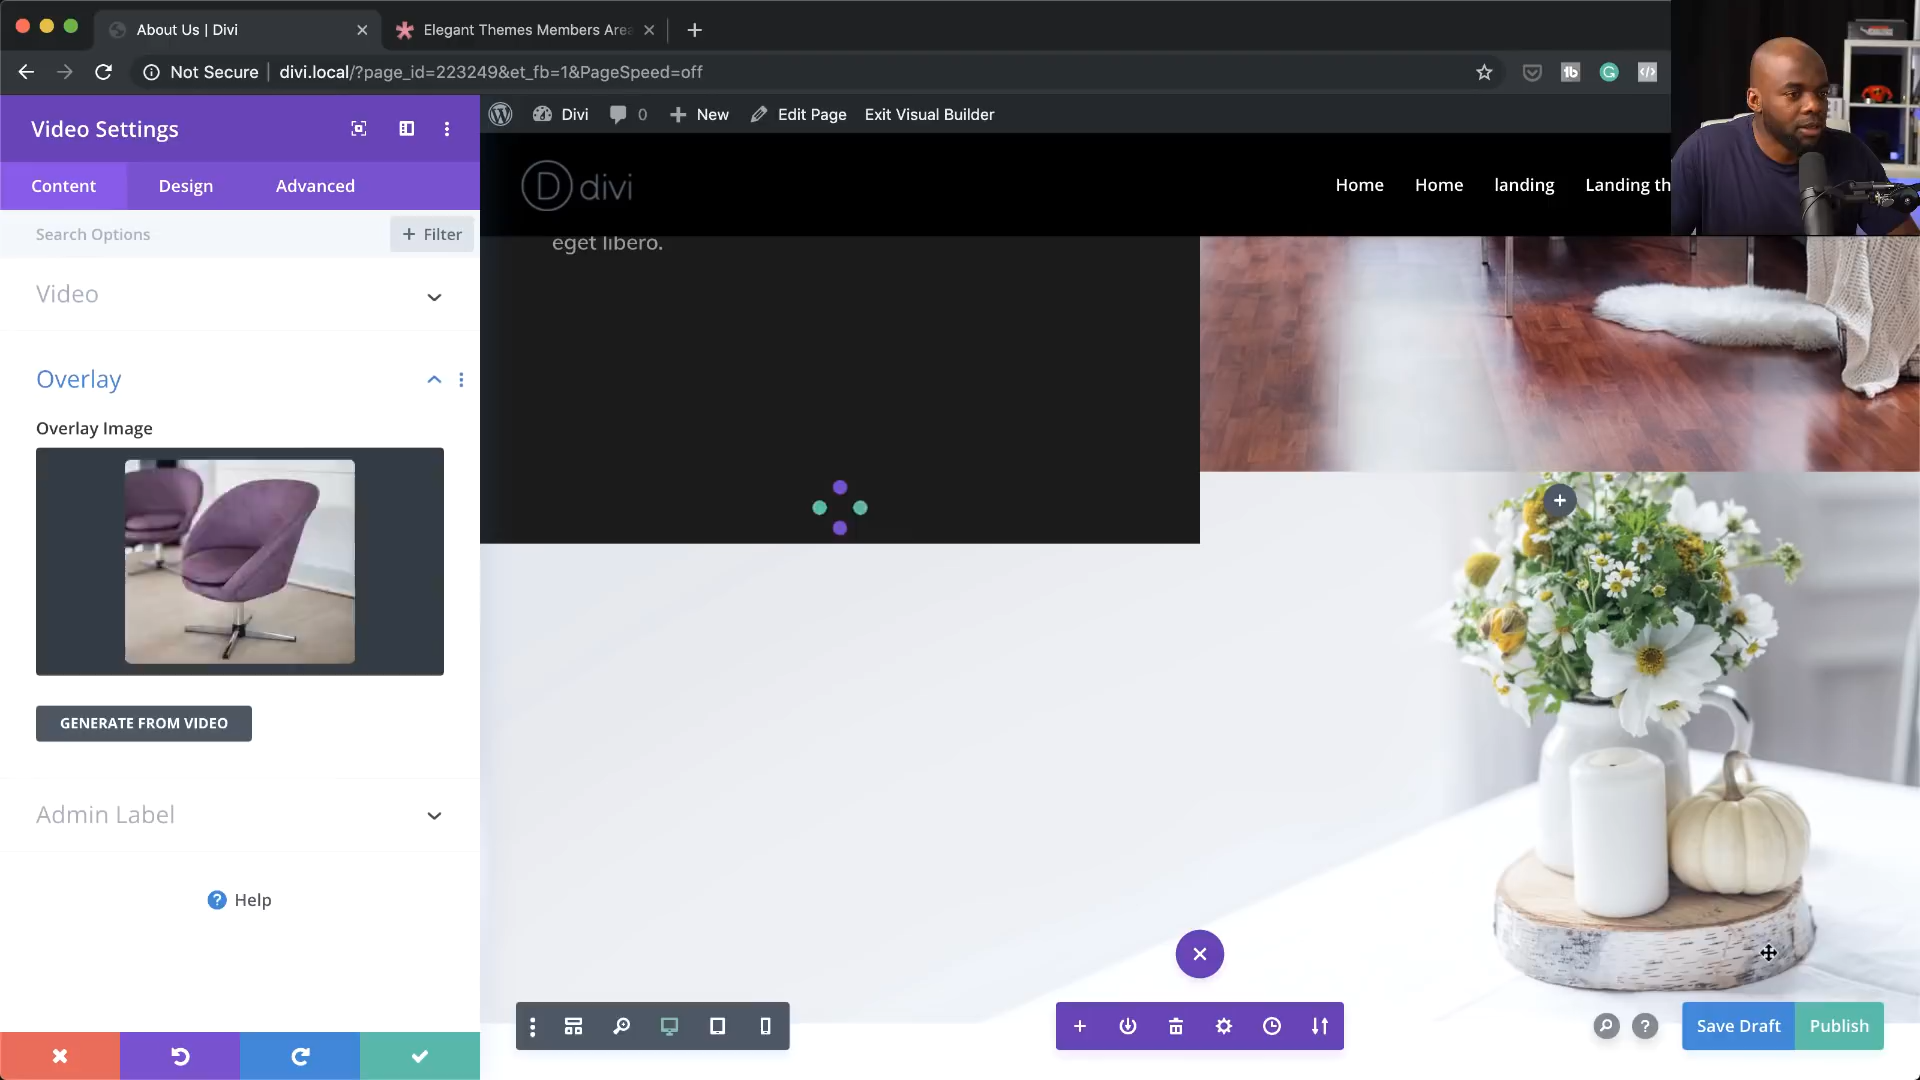 About Us | Divi
Elegant Themes Members Area
Not Secure
divi.local/?page_id=223249&et_fb=1&PageSpeed=off
Video Settings
Divi
0
New
Edit Page
Exit Visual Builder
Content
Design
Advanced
D divi
Home
Home
landing
Landing th
Search Options
+ Filter
eget libero.
Video
Overlay
Overlay Image
GENERATE FROM VIDEO
Admin Label
? Help
Save Draft
Publish